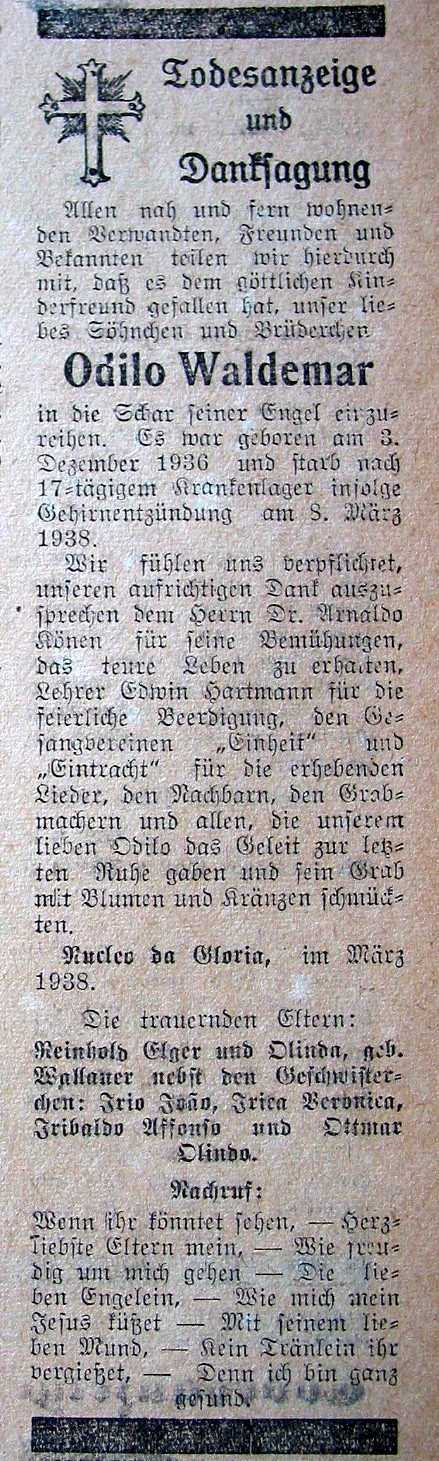 Todesanzeige
und
Danksagung
Allen nah und fern wohnen=
den Verwandten, Freunden und
Bekannten teilen wir hierdurch
mit, daß es dem göttlichen Kin=
derfreund gefallen hat, unser lie=
bes Söhnchen und Brüderchen
Odilo Waldemar
in die Schar seiner Engel einzu=
reihen. Es war geboren am 3.
Dezember 1936 und starb nach
17=tägigem Krankenlager infolge
Gehirnentzündung am 8. März
1938.
Wir fühlen uns verpflichtet,
unseren aufrichtigen Dank auszu=
sprechen dem Herrn Dr. Arnaldo
Könen für seine Bemühungen,
das teure Leben zu erhalten,
Lehrer Edwin Hartmann für die
feierliche Beerdigung, den Ge=
sangvereinen „Einheit“ und
„Eintracht“ für die erhebenden
Lieder, den Nachbarn, den Grab=
machern und allen, die unserem
lieben Odilo das Geleit zur letz=
ten Ruhe gaben und sein Grab
mit Blumen und Kränzen schmück=
ten.
Nucleo da Gloria, im März
1938.
Die trauernden Eltern:
Reinhold Elger und Olinda, geb.
Wallauer nebst den Geschwister=
chen: Irio João, Irica Veronica,
Iribaldo Affonso und Ottmar
Olindo.
Nachruf:
Wenn ihr könntet sehen, — Herz=
liebste Eltern mein, — Wie freu=
dig um mich gehen — Die lie=
ben Engelein, — Wie mich mein
Jesus küßet — Mit seinem lie=
ben Mund, — Kein Tränlein ihr
vergießet, — Denn ich bin ganz
gesund.